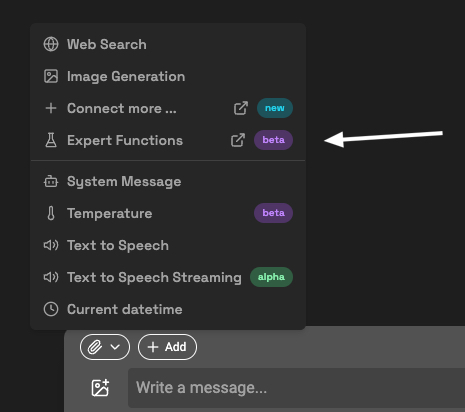 Web Search
Image Generation
Connect more ... new
Expert Functions beta
System Message
Temperature beta
Text to Speech
Text to Speech Streaming alpha
Current datetime
Add
Write a message...